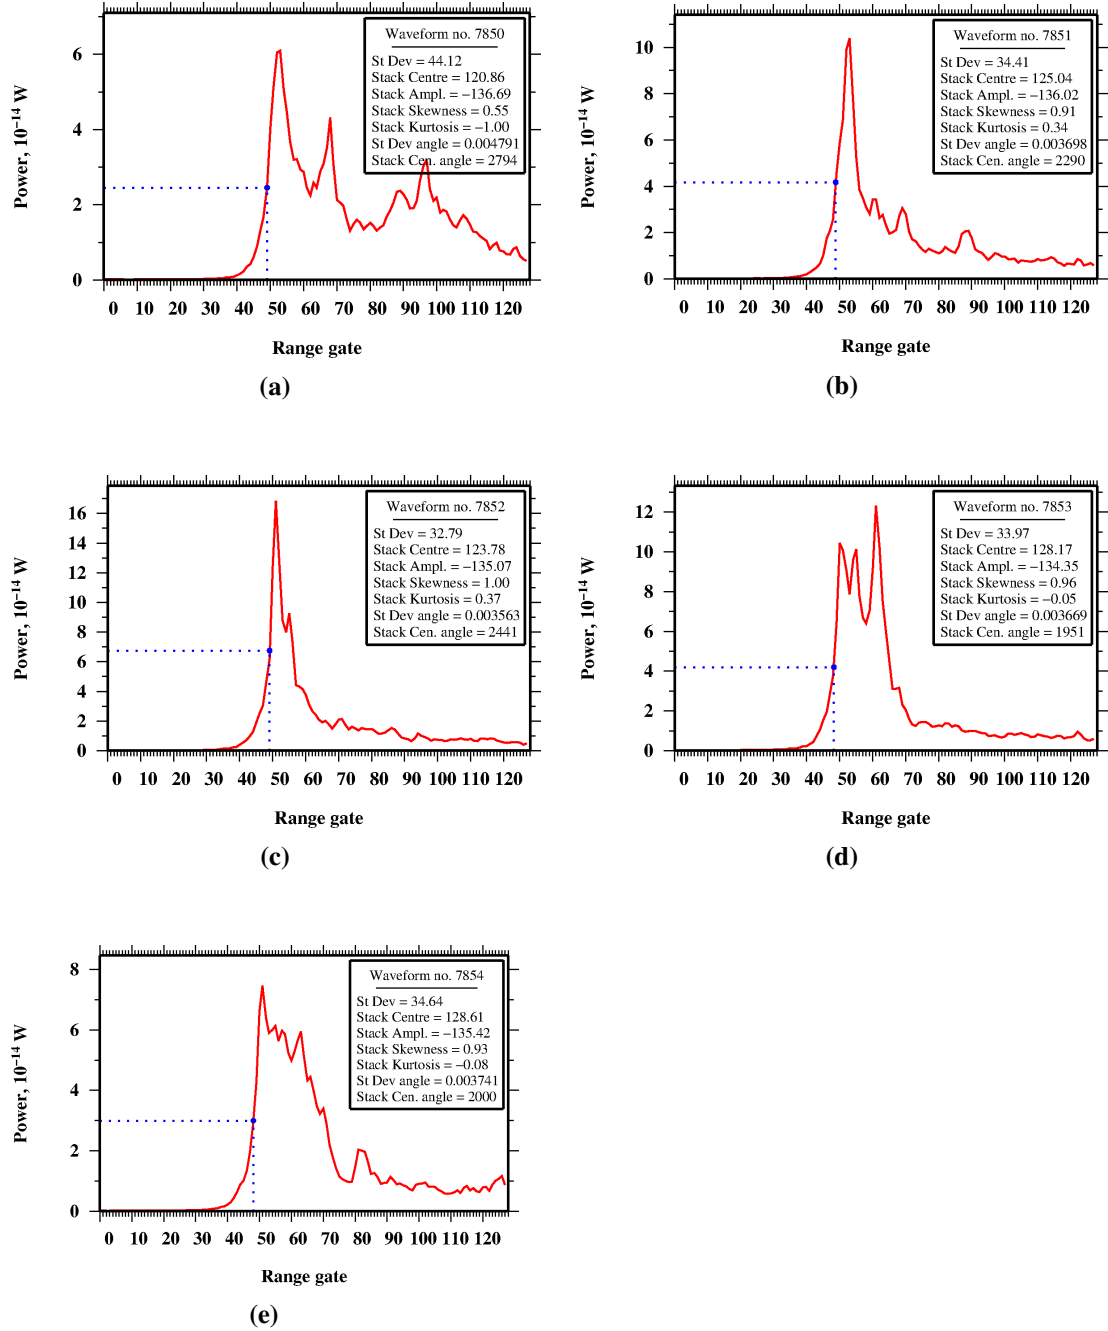 Waveform no. 7850
St Dev = 44.12
Stack Centre = 120.86
Stack Ampl. = −136.69
Stack Skewness = 0.55
Stack Kurtosis = −1.00
St Dev angle = 0.004791
Stack Cen. angle = 2794
Power, 10⁻¹⁴ W
6
4
2
0
0 10 20 30 40 50 60 70 80 90 100 120
Range gate
(a)
Waveform no. 7851
St Dev = 34.41
Stack Centre = 125.04
Stack Ampl. = −136.02
Stack Skewness = 0.91
Stack Kurtosis = 0.34
St Dev angle = 0.003698
Stack Cen. angle = 2290
Power, 10⁻¹⁴ W
10
8
6
4
2
0
0 10 20 30 40 50 60 70 80 90 100 120
Range gate
(b)
Waveform no. 7852
St Dev = 32.79
Stack Centre = 123.78
Stack Ampl. = −135.07
Stack Skewness = 1.00
Stack Kurtosis = 0.37
St Dev angle = 0.003563
Stack Cen. angle = 2441
Power, 10⁻¹⁴ W
16
14
12
10
8
6
4
2
0
0 10 20 30 40 50 60 70 80 90 100 120
Range gate
(c)
Waveform no. 7853
St Dev = 33.97
Stack Centre = 128.17
Stack Ampl. = −134.35
Stack Skewness = 0.96
Stack Kurtosis = −0.05
St Dev angle = 0.003669
Stack Cen. angle = 1951
Power, 10⁻¹⁴ W
12
10
8
6
4
2
0
0 10 20 30 40 50 60 70 80 90 100 120
Range gate
(d)
Waveform no. 7854
St Dev = 34.64
Stack Centre = 128.61
Stack Ampl. = −135.42
Stack Skewness = 0.93
Stack Kurtosis = −0.08
St Dev angle = 0.003741
Stack Cen. angle = 2000
Power, 10⁻¹⁴ W
8
6
4
2
0
0 10 20 30 40 50 60 70 80 90 100 120
Range gate
(e)